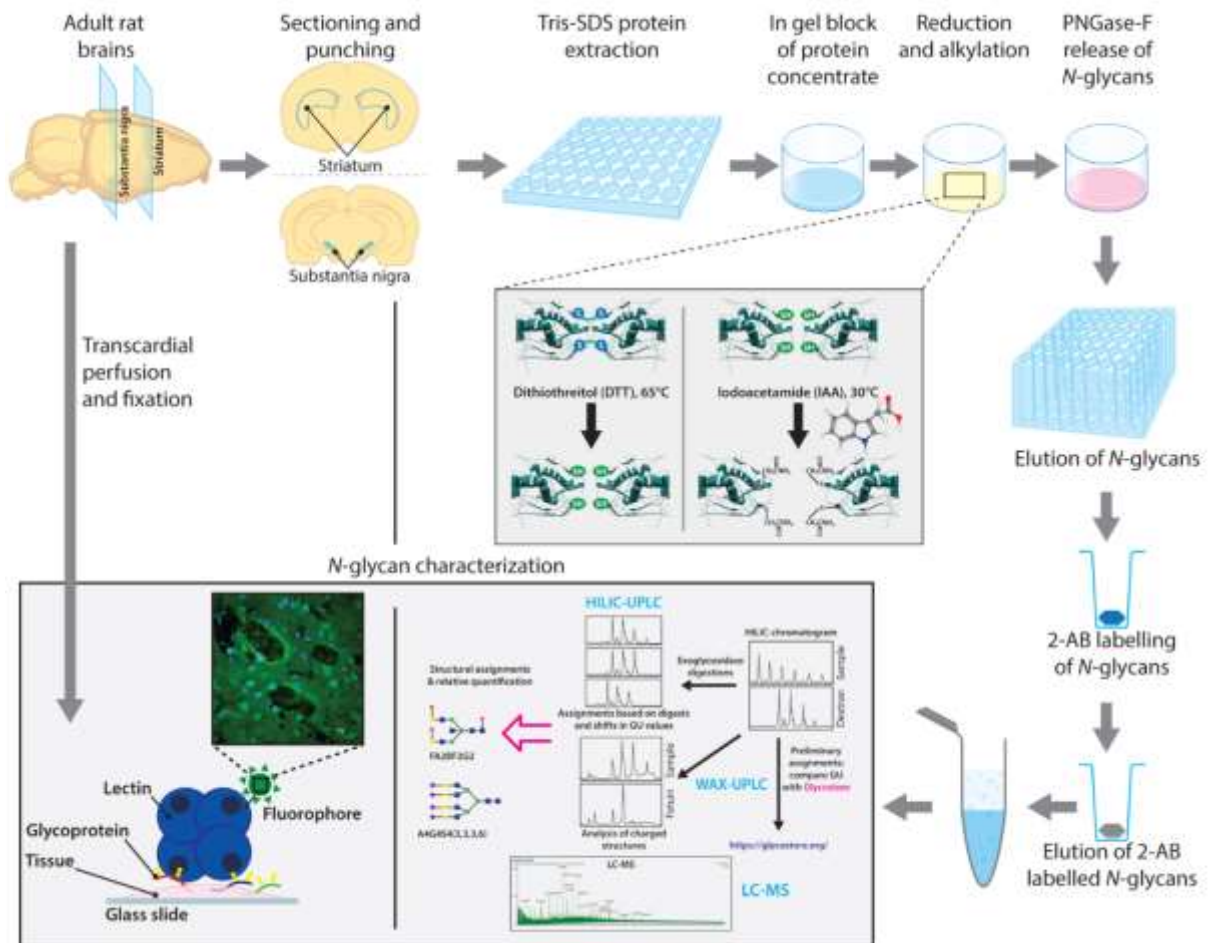 Adult rat
brains
Sectioning and
punching
Tris-SDS protein
extraction
In gel block
of protein
concentrate
Reduction
and alkylation
PNGase-F
release of
N-glycans
Substantia nigra
Striatum
Striatum
Substantia nigra
Transcardial
perfusion
and fixation
Dithiothreitol (DTT), 65°C
Iodoacetamide (IAA), 30°C
Elution of N-glycans
2-AB labelling
of N-glycans
Elution of 2-AB
labelled N-glycans
N-glycan characterization
Lectin
Fluorophore
Glycoprotein
Tissue
Glass slide
HILIC-UPLC
HILIC chromatogram
Sample
Dextran
Exoglycosidase
digestions
Structural assignments
& relative quantification
Assignments based on digests
and shifts in GU values
FA2BF2G2
A4G4S4(3,3,3,6)
Sample
Fetuin
Analysis of charged
structures
WAX-UPLC
Preliminary
assignments:
compare GU
with Glycostore
https://glycostore.org/
LC-MS
LC-MS